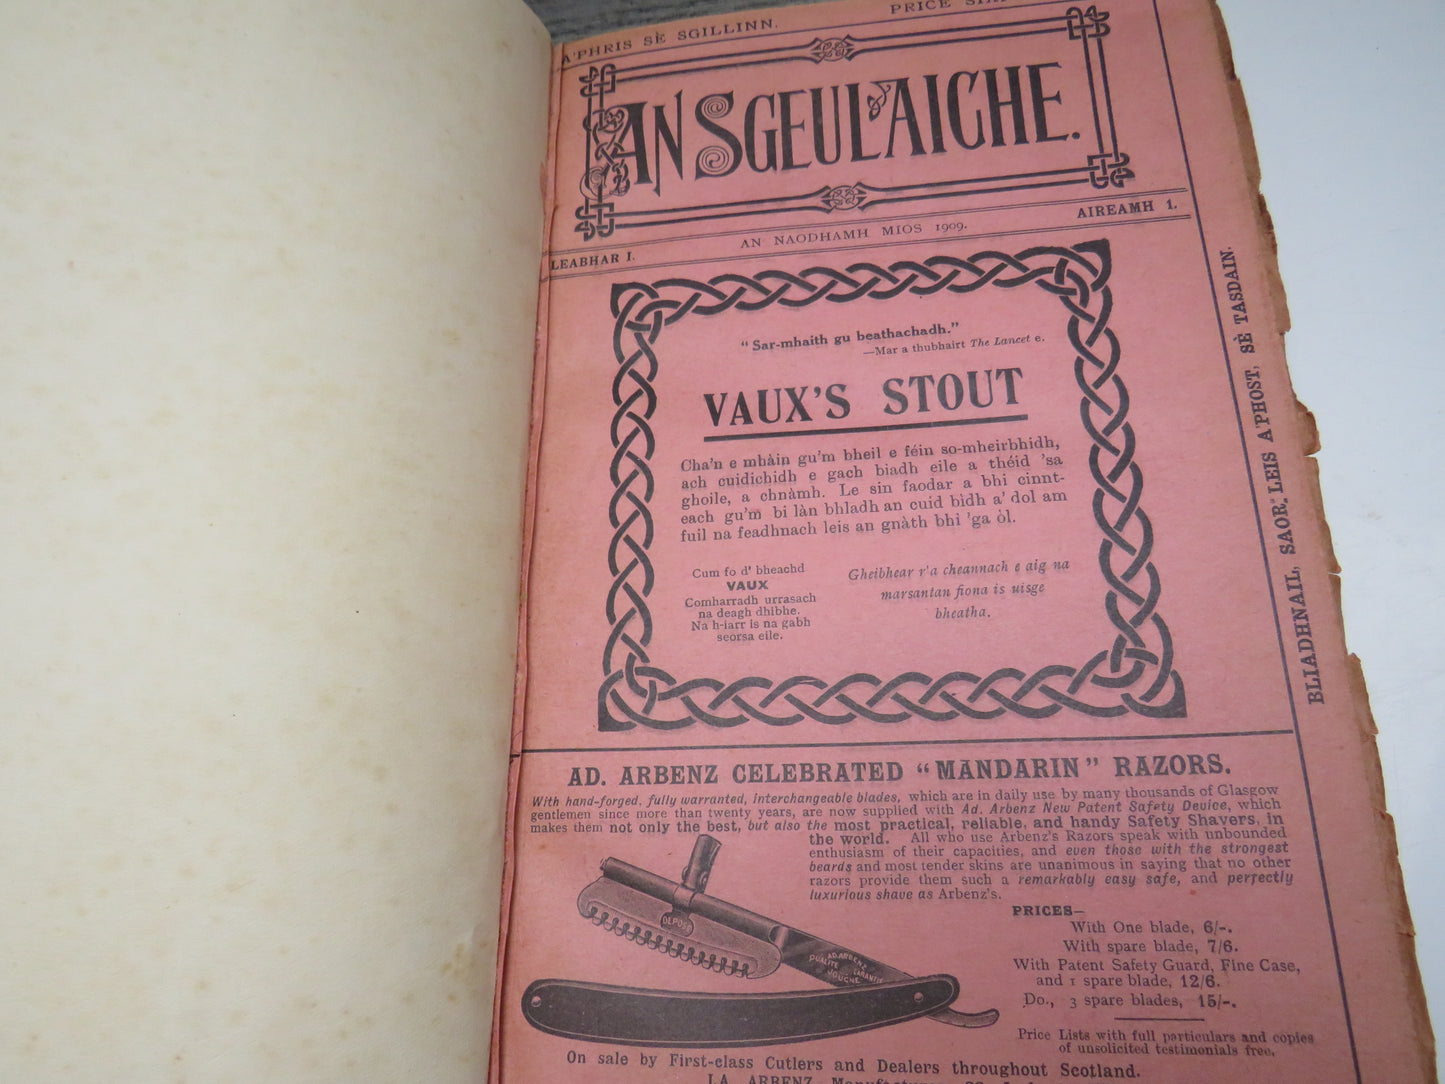 A'PHRIS SÈ SGILLINN.
PRICE
AN SGEULAICHE.
LEABHAR I.
AN NAODHAMH MIOS 1909.
AIREAMH 1.
BLIADHNAIL, SAOR, LEIS A'PHOST, SÈ TASDAIN.
"Sar-mhaith gu beathachadh."
—Mar a thubhairt The Lancet e.
VAUX'S STOUT
Cha'n e mhàin gu'm bheil e féin so-mheirbhidh,
ach cuidichidh e gach biadh eile a théid 'sa
ghoile, a chnàmh. Le sin faodar a bhi cinnt-
each gu'm bi làn bhladh an cuid bìdh a' dol am
fuil na feadhnach leis an gnàth bhi 'ga òl.
Cum fo d' bheachd
VAUX
Comharradh urrasach
na deagh dhibhe.
Na h-iarr is na gabh
seorsa eile.
Gheibhear r'a cheannach e aig na
marsantan fìona is uisge
bheatha.
AD. ARBENZ CELEBRATED "MANDARIN" RAZORS.
With hand-forged, fully warranted, interchangeable blades, which are in daily use by many thousands of Glasgow
gentlemen since more than twenty years, are now supplied with Ad. Arbenz New Patent Safety Device, which
makes them not only the best, but also the most practical, reliable, and handy Safety Shavers, in
the world. All who use Arbenz's Razors speak with unbounded
enthusiasm of their capacities, and even those with the strongest
beards and most tender skins are unanimous in saying that no other
razors provide them such a remarkably easy safe, and perfectly
luxurious shave as Arbenz's.
DEPOSÉ
AD. ARBENZ
QUALITÉ GARANTIE
JOUGNE
PRICES—
With One blade, 6/-.
With spare blade, 7/6.
With Patent Safety Guard, Fine Case,
and 1 spare blade, 12/6.
Do., 3 spare blades, 15/-.
Price Lists with full particulars and copies
of unsolicited testimonials free.
On sale by First-class Cutlers and Dealers throughout Scotland.
ARBENZ